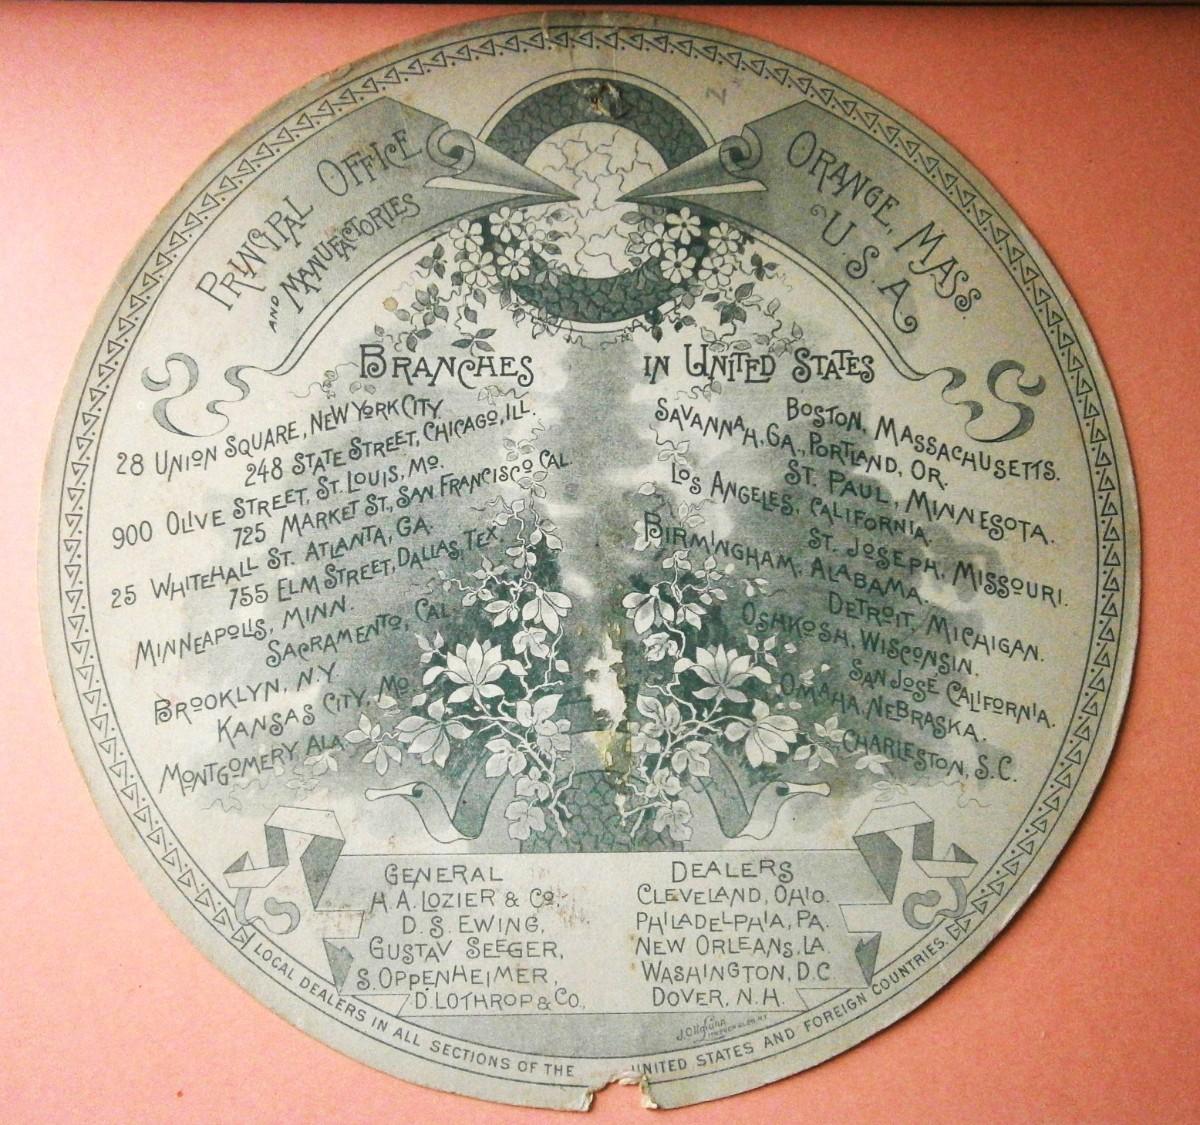 PRINCIPAL OFFICE
AND MANUFACTORIES
ORANGE, MASS.
U.S.A
BRANCHES IN UNITED STATES
28 UNION SQUARE, NEW YORK CITY
248 STATE STREET, CHICAGO, ILL.
900 OLIVE STREET, ST. LOUIS, MO.
725 MARKET ST., SAN FRANCISCO CAL.
25 WHITEHALL ST. ATLANTA, GA.
755 ELM STREET, DALLAS, TEX.
MINNEAPOLIS, MINN.
SACRAMENTO, CAL.
BROOKLYN, N.Y.
KANSAS CITY, MO
MONTGOMERY ALA.
BOSTON, MASSACHUSETTS.
SAVANNAH, GA., PORTLAND, OR.
ST. PAUL, MINNESOTA.
LOS ANGELES, CALIFORNIA.
ST. JOSEPH, MISSOURI.
BIRMINGHAM, ALABAMA.
DETROIT, MICHIGAN.
OSHKOSH, WISCONSIN.
SAN JOSE CALIFORNIA.
OMAHA, NEBRASKA.
CHARLESTON, S.C.
GENERAL DEALERS
H.A. LOZIER & CO. CLEVELAND, OHIO.
D.S. EWING, PHILADELPHIA, PA.
GUSTAV SEEGER, NEW ORLEANS, LA.
S. OPPENHEIMER, WASHINGTON, D.C.
D. LOTHROP & CO., DOVER, N.H.
LOCAL DEALERS IN ALL SECTIONS OF THE UNITED STATES AND FOREIGN COUNTRIES.
J. Ottmann